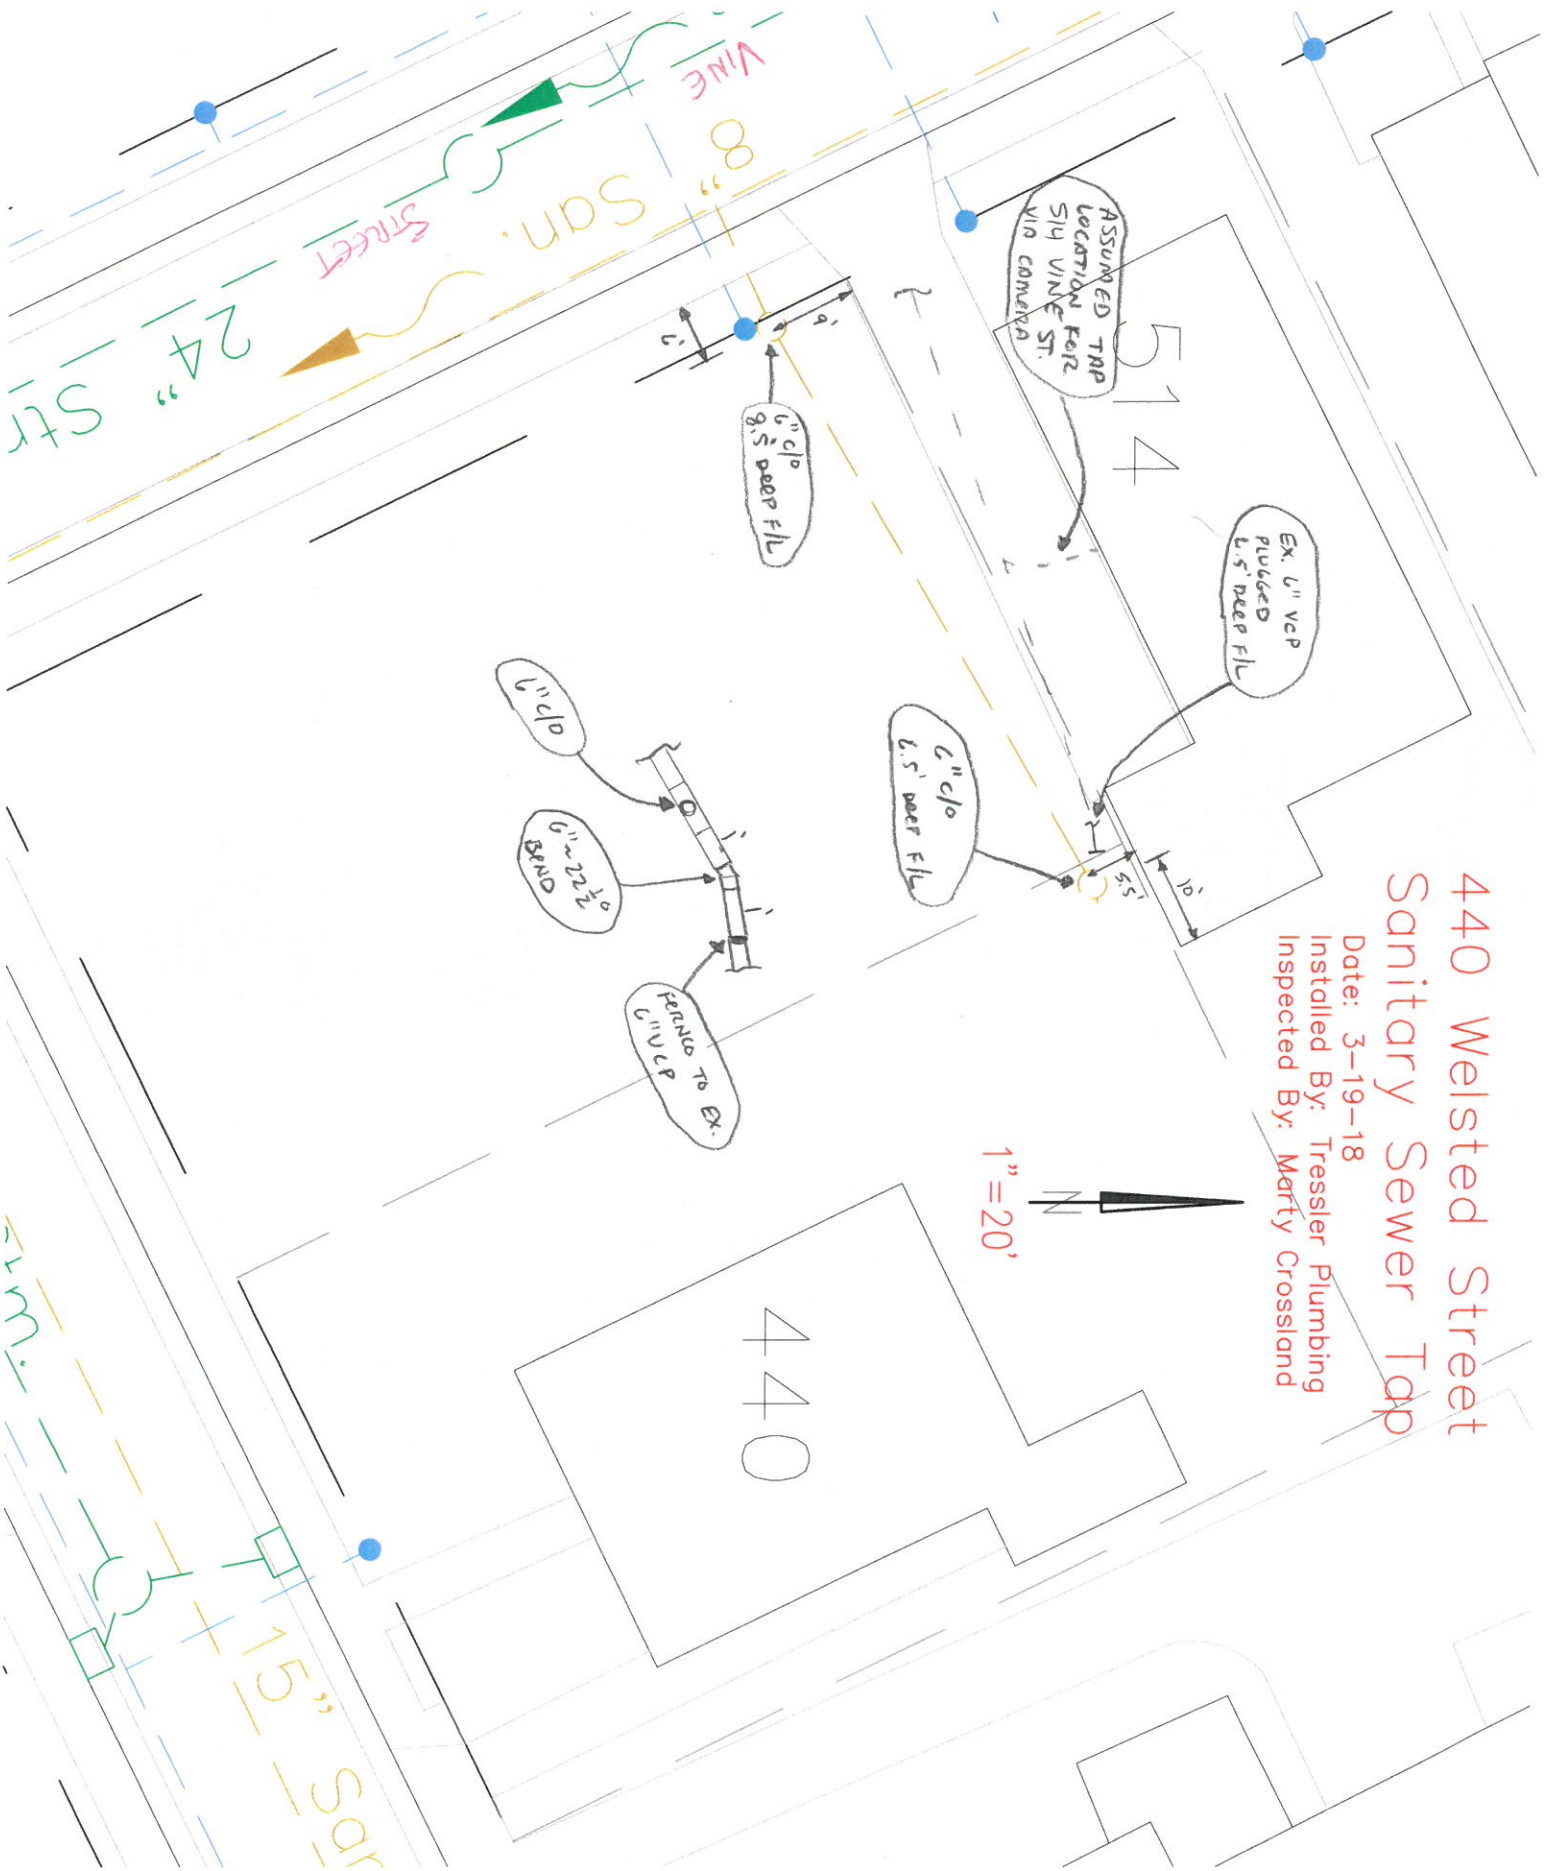 440 Welsted Street
Sanitary Sewer Tap
Date: 3-19-18
Installed By: Tressler Plumbing
Inspected By: Marty Crossland
N
1"=20'
514
440
ASSUMED TAP
LOCATION FOR
514 VINE ST.
VIA CAMERA
EX. 6" VCP
PLUGGED
6.5' DEEP F/L
10'
5.5'
6" C/O
6.5' DEEP F/L
9'
6'
6" C/O
8.5' DEEP F/L
6" C/O
1'
1'
6" ~ 22½°
BEND
FERNCO TO EX.
6" VCP
VINE
STREET
8" San.
24" Str
15" San
tm.